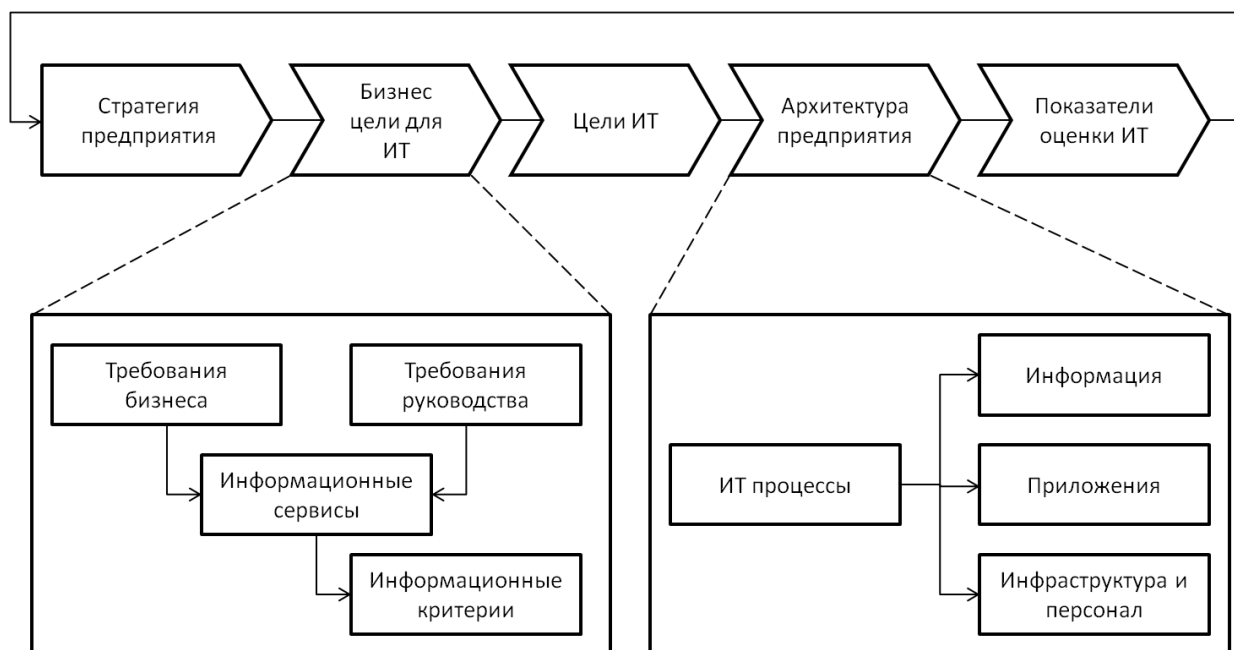 Стратегия
предприятия
Бизнес
цели для
ИТ
Цели ИТ
Архитектура
предприятия
Показатели
оценки ИТ
Требования
бизнеса
Требования
руководства
Информационные
сервисы
Информационные
критерии
ИТ процессы
Информация
Приложения
Инфраструктура и
персонал